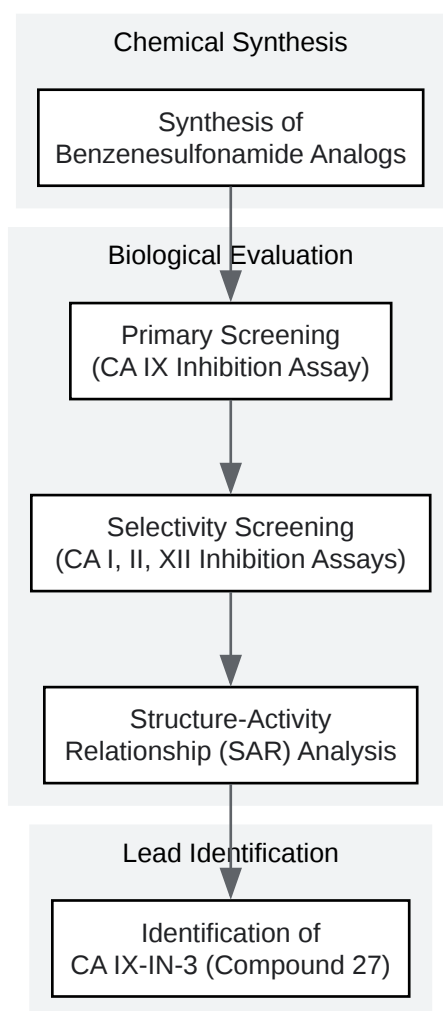 Chemical Synthesis
Synthesis of
Benzenesulfonamide Analogs
Biological Evaluation
Primary Screening
(CA IX Inhibition Assay)
Selectivity Screening
(CA I, II, XII Inhibition Assays)
Structure-Activity
Relationship (SAR) Analysis
Lead Identification
Identification of
CA IX-IN-3 (Compound 27)